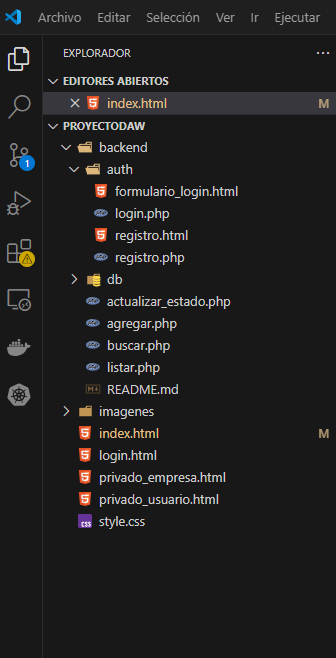 Archivo Editar Selección Ver Ir Ejecutar
EXPLORADOR ···
EDITORES ABIERTOS
index.html M
PROYECTODAW
backend
auth
formulario_login.html
login.php
registro.html
registro.php
db
actualizar_estado.php
agregar.php
buscar.php
listar.php
README.md
imagenes
index.html M
login.html
privado_empresa.html
privado_usuario.html
style.css
1